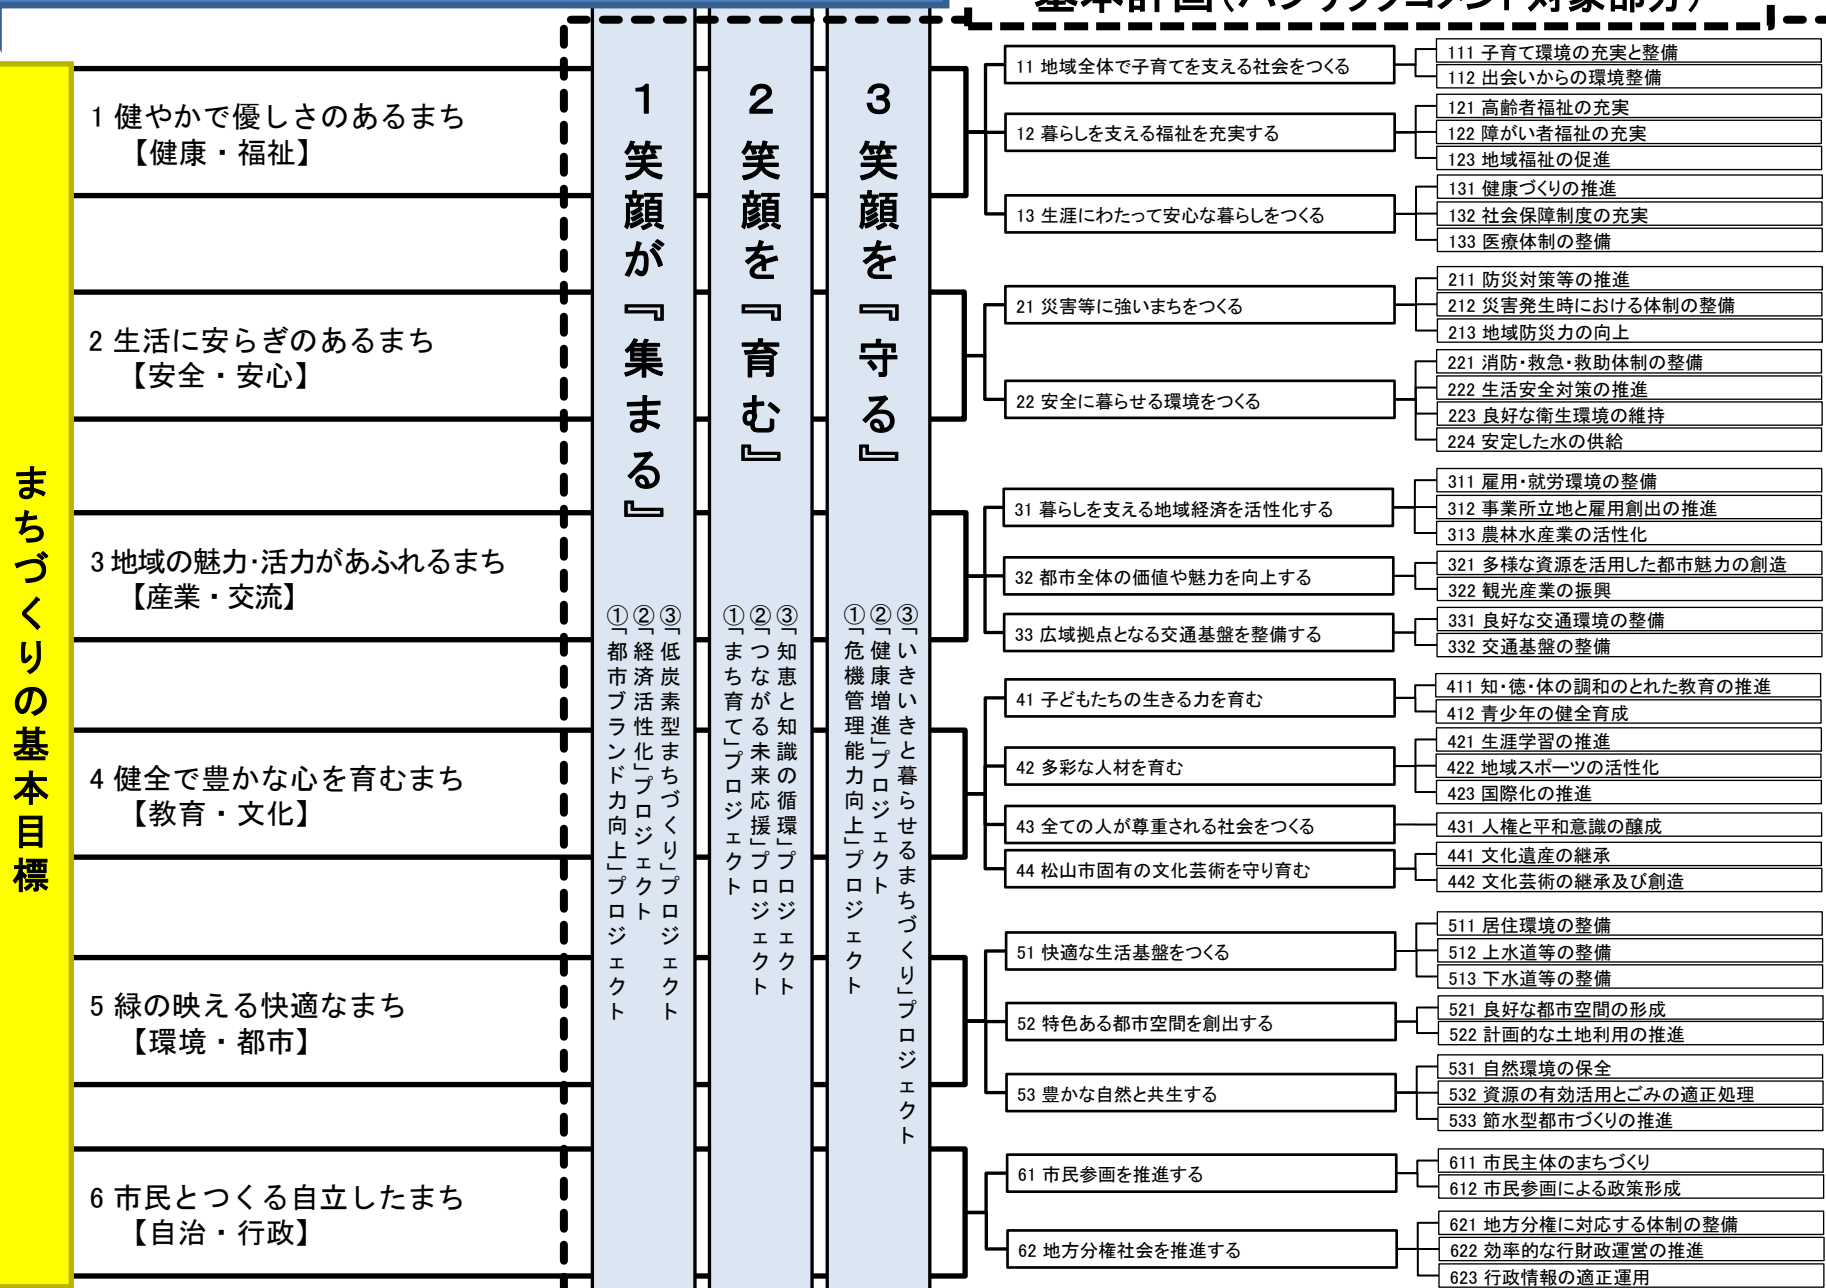 基本計画(パブリックコメント対象部分)
まちづくりの基本目標
1 健やかで優しさのあるまち
【健康・福祉】
2 生活に安らぎのあるまち
【安全・安心】
3 地域の魅力・活力があふれるまち
【産業・交流】
4 健全で豊かな心を育むまち
【教育・文化】
5 緑の映える快適なまち
【環境・都市】
6 市民とつくる自立したまち
【自治・行政】
1 笑顔が『集まる』
①「都市ブランド力向上」プロジェクト
②「経済活性化」プロジェクト
③「低炭素型まちづくり」プロジェクト
2 笑顔を『育む』
①「まち育て」プロジェクト
②「つながる未来応援」プロジェクト
③「知恵と知識の循環」プロジェクト
3 笑顔を『守る』
①「危機管理能力向上」プロジェクト
②「健康増進」プロジェクト
③「いきいきと暮らせるまちづくり」プロジェクト
11 地域全体で子育てを支える社会をつくる
111 子育て環境の充実と整備
112 出会いからの環境整備
12 暮らしを支える福祉を充実する
121 高齢者福祉の充実
122 障がい者福祉の充実
123 地域福祉の促進
13 生涯にわたって安心な暮らしをつくる
131 健康づくりの推進
132 社会保障制度の充実
133 医療体制の整備
21 災害等に強いまちをつくる
211 防災対策等の推進
212 災害発生時における体制の整備
213 地域防災力の向上
22 安全に暮らせる環境をつくる
221 消防・救急・救助体制の整備
222 生活安全対策の推進
223 良好な衛生環境の維持
224 安定した水の供給
31 暮らしを支える地域経済を活性化する
311 雇用・就労環境の整備
312 事業所立地と雇用創出の推進
313 農林水産業の活性化
32 都市全体の価値や魅力を向上する
321 多様な資源を活用した都市魅力の創造
322 観光産業の振興
33 広域拠点となる交通基盤を整備する
331 良好な交通環境の整備
332 交通基盤の整備
41 子どもたちの生きる力を育む
411 知・徳・体の調和のとれた教育の推進
412 青少年の健全育成
42 多彩な人材を育む
421 生涯学習の推進
422 地域スポーツの活性化
423 国際化の推進
43 全ての人が尊重される社会をつくる
431 人権と平和意識の醸成
44 松山市固有の文化芸術を守り育む
441 文化遺産の継承
442 文化芸術の継承及び創造
51 快適な生活基盤をつくる
511 居住環境の整備
512 上水道等の整備
513 下水道等の整備
52 特色ある都市空間を創出する
521 良好な都市空間の形成
522 計画的な土地利用の推進
53 豊かな自然と共生する
531 自然環境の保全
532 資源の有効活用とごみの適正処理
533 節水型都市づくりの推進
61 市民参画を推進する
611 市民主体のまちづくり
612 市民参画による政策形成
62 地方分権社会を推進する
621 地方分権に対応する体制の整備
622 効率的な行財政運営の推進
623 行政情報の適正運用